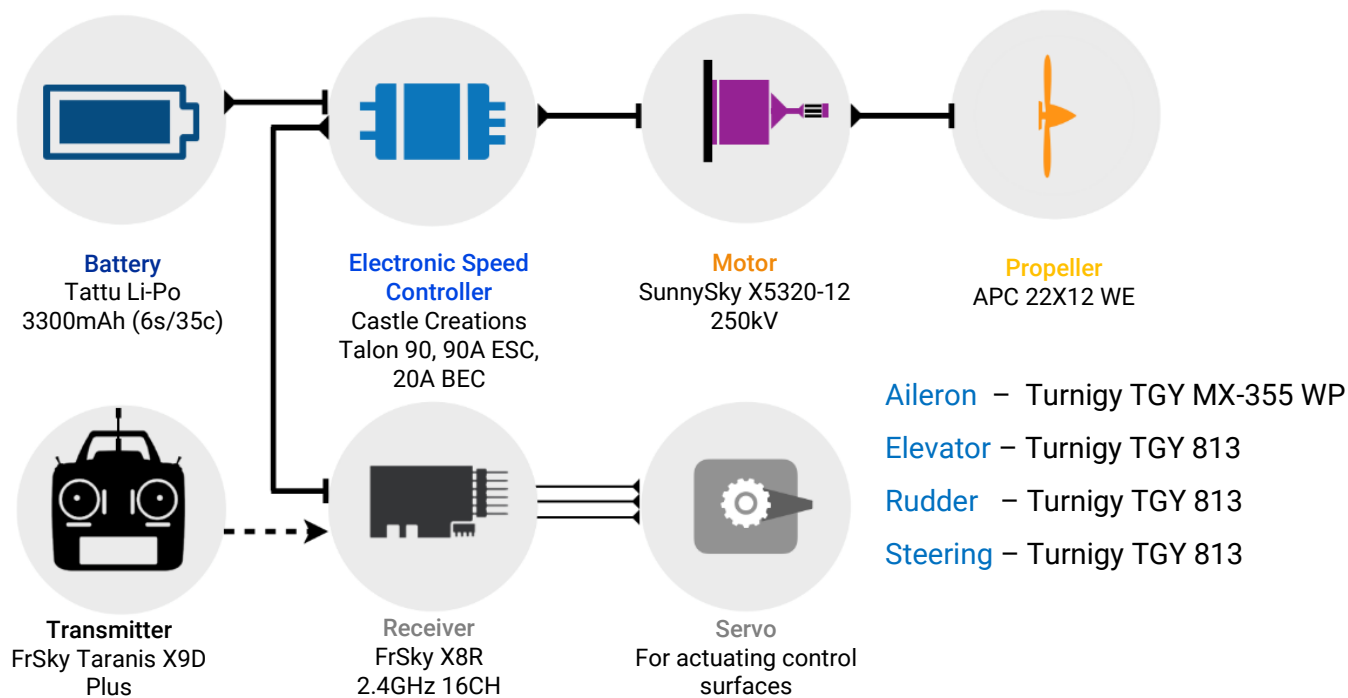 Battery
Tattu Li-Po
3300mAh (6s/35c)
Electronic Speed
Controller
Castle Creations
Talon 90, 90A ESC,
20A BEC
Motor
SunnySky X5320-12
250kV
Propeller
APC 22X12 WE
Aileron – Turnigy TGY MX-355 WP
Elevator – Turnigy TGY 813
Rudder – Turnigy TGY 813
Steering – Turnigy TGY 813
Transmitter
FrSky Taranis X9D
Plus
Receiver
FrSky X8R
2.4GHz 16CH
Servo
For actuating control
surfaces